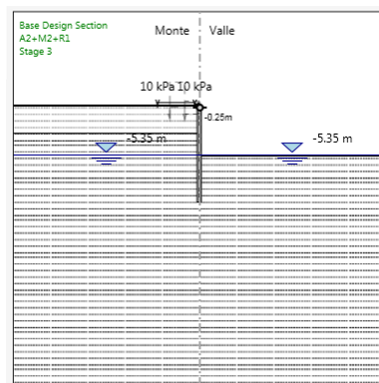 Base Design Section
A2+M2+R1
Stage 3
Monte Valle
10 kPa 10 kPa
-0.25m
-5.35 m -5.35 m